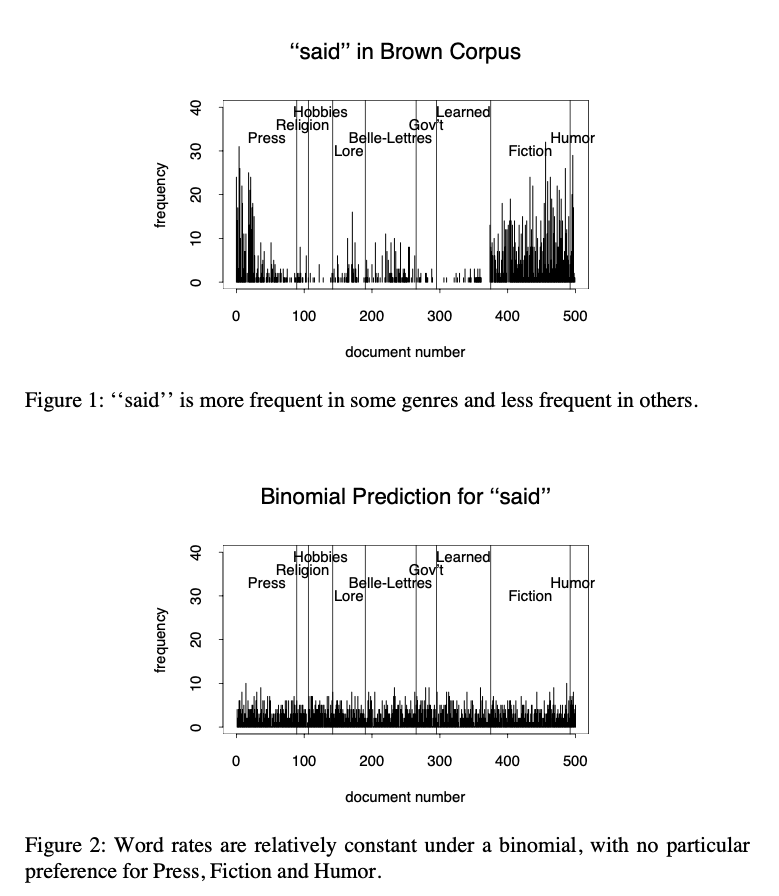 “said” in Brown Corpus
40
30
20
10
0
frequency
Hobbies
Learned
Religion
Gov't
Press
Belle-Lettres
Humor
Lore
Fiction
0 100 200 300 400 500
document number
Figure 1: ‘‘said’’ is more frequent in some genres and less frequent in others.
Binomial Prediction for “said”
40
30
20
10
0
frequency
Hobbies
Learned
Religion
Gov't
Press
Belle-Lettres
Humor
Lore
Fiction
0 100 200 300 400 500
document number
Figure 2: Word rates are relatively constant under a binomial, with no particular
preference for Press, Fiction and Humor.